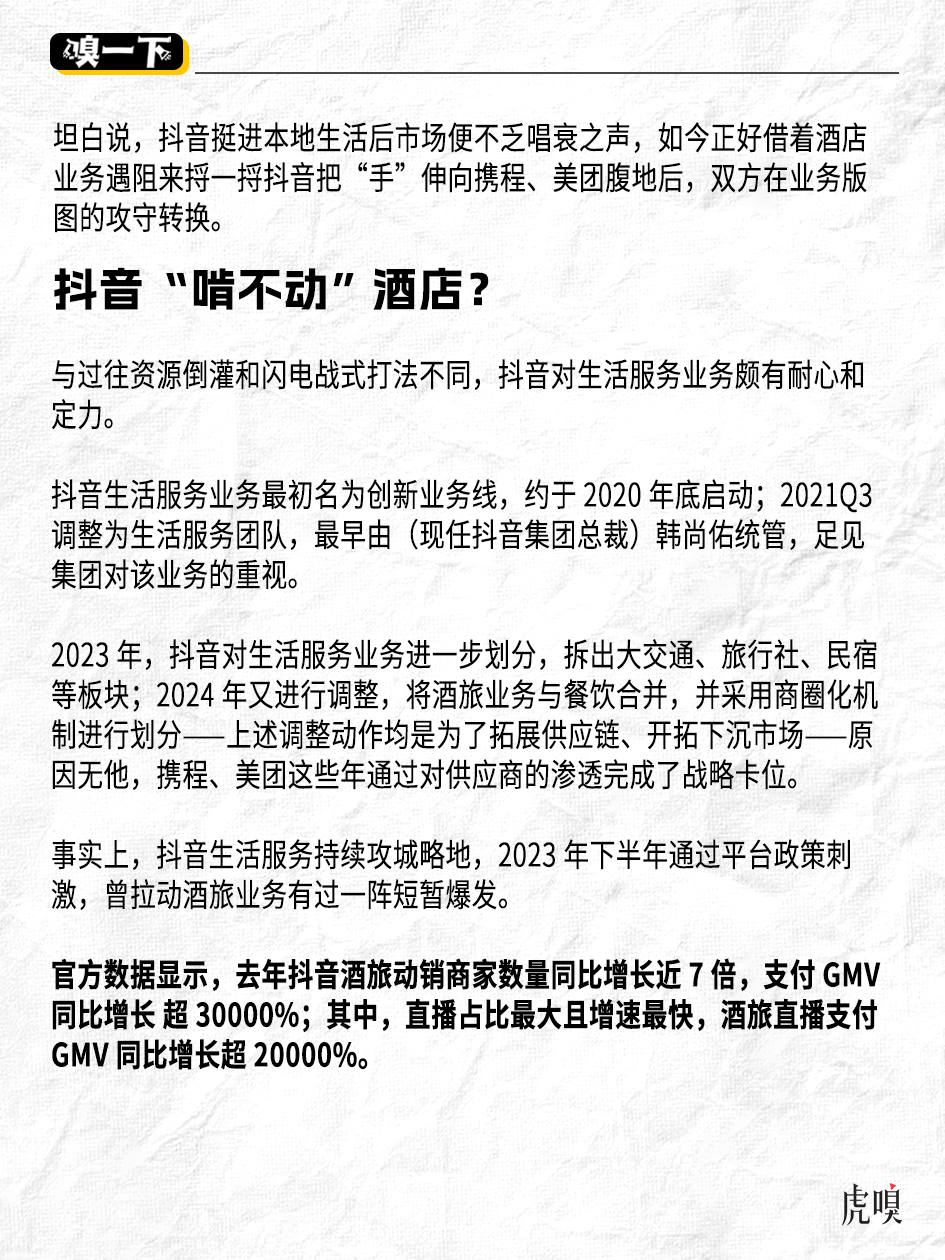 嗅一下
坦白说，抖音挺进本地生活后市场便不乏唱衰之声，如今正好借着酒店
业务遇阻来捋一捋抖音把“手”伸向携程、美团腹地后，双方在业务版
图的攻守转换。
抖音“啃不动”酒店？
与过往资源倒灌和闪电战式打法不同，抖音对生活服务业务颇有耐心和
定力。
抖音生活服务业务最初名为创新业务线，约于 2020 年底启动；2021Q3
调整为生活服务团队，最早由（现任抖音集团总裁）韩尚佑统管，足见
集团对该业务的重视。
2023 年，抖音对生活服务业务进一步划分，拆出大交通、旅行社、民宿
等板块；2024 年又进行调整，将酒旅业务与餐饮合并，并采用商圈化机
制进行划分——上述调整动作均是为了拓展供应链、开拓下沉市场——原
因无他，携程、美团这些年通过对供应商的渗透完成了战略卡位。
事实上，抖音生活服务持续攻城略地，2023 年下半年通过平台政策刺
激，曾拉动酒旅业务有过一阵短暂爆发。
官方数据显示，去年抖音酒旅动销商家数量同比增长近 7 倍，支付 GMV
同比增长 超 30000%；其中，直播占比最大且增速最快，酒旅直播支付
GMV 同比增长超 20000%。
虎嗅